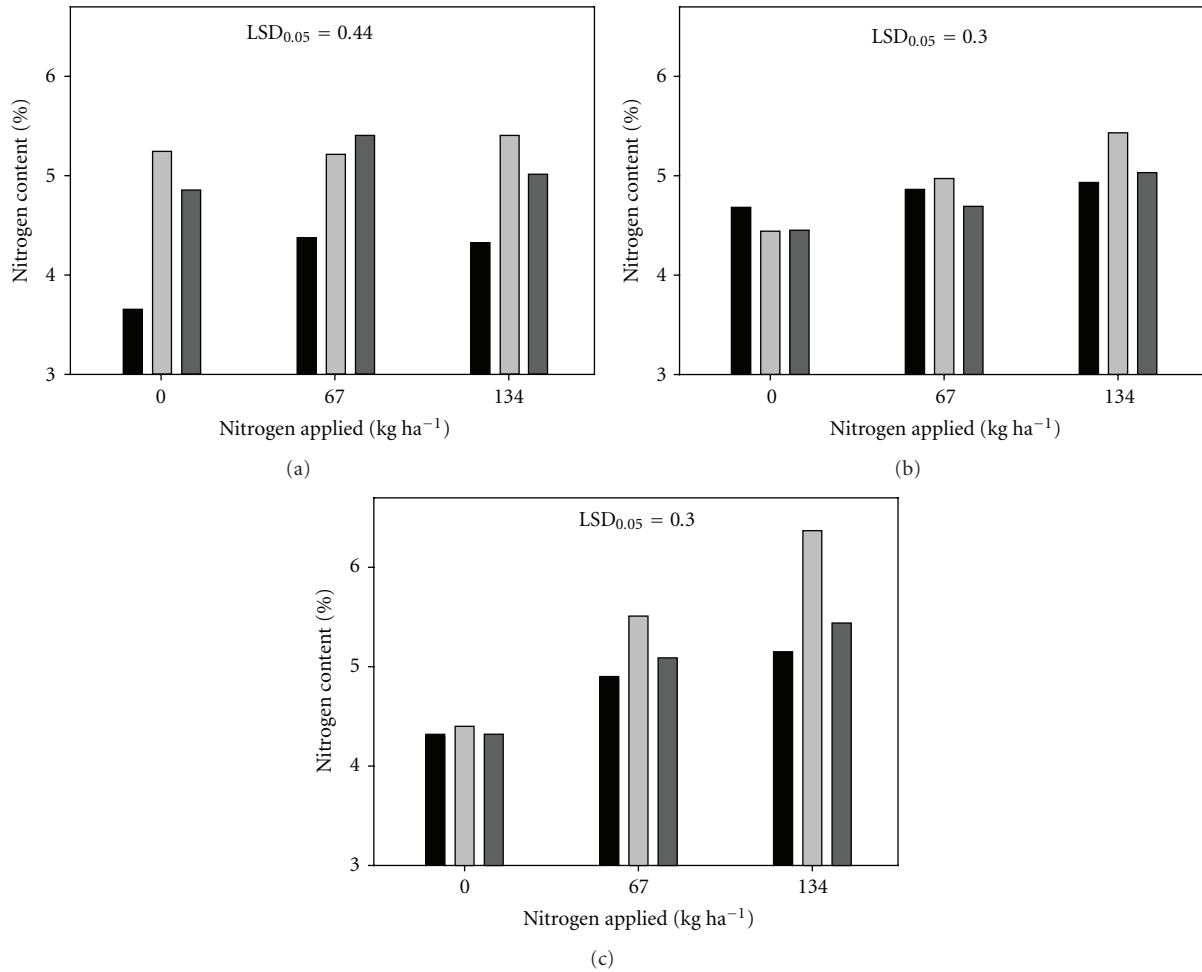 LSD0.05 = 0.44
6
5
4
3
Nitrogen content (%)
0 67 134
Nitrogen applied (kg ha−1)
(a)
LSD0.05 = 0.3
6
5
4
3
Nitrogen content (%)
0 67 134
Nitrogen applied (kg ha−1)
(b)
LSD0.05 = 0.3
6
5
4
3
Nitrogen content (%)
0 67 134
Nitrogen applied (kg ha−1)
(c)